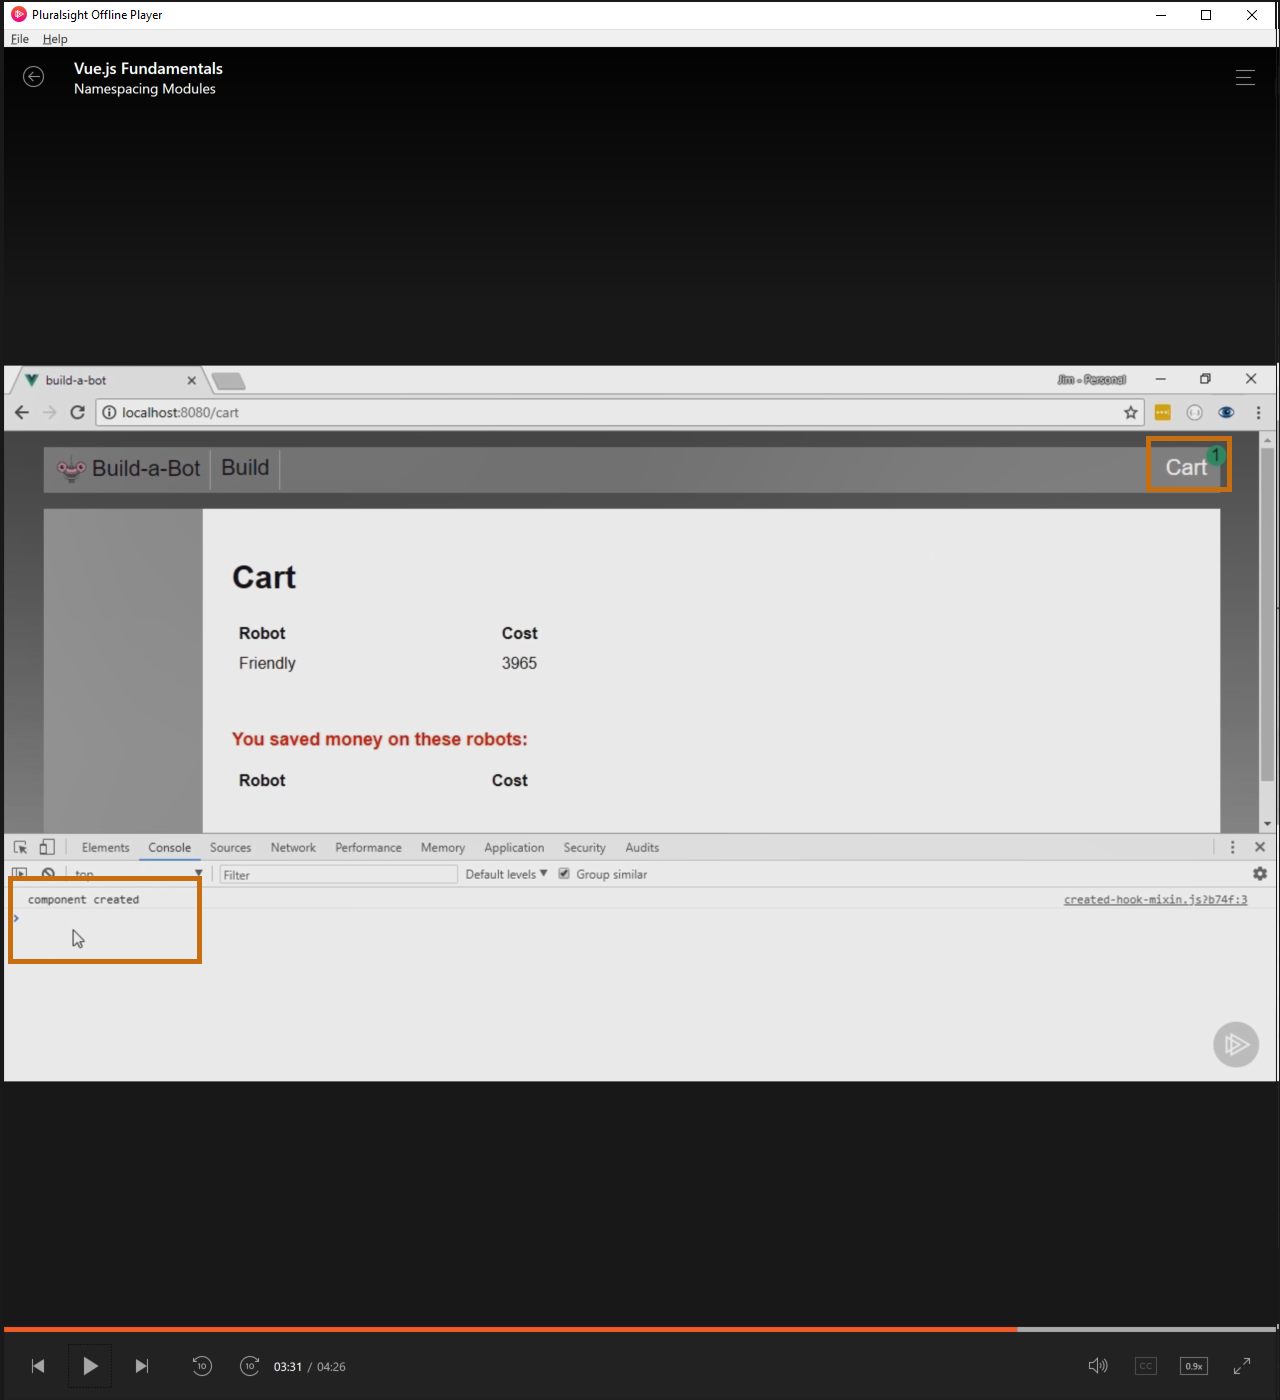 Pluralsight Offline Player
File Help
Vue.js Fundamentals
Namespacing Modules
build-a-bot
Jim - Personal
localhost:8080/cart
Build-a-Bot Build Cart 1
Cart
Robot Cost
Friendly 3965
You saved money on these robots:
Robot Cost
Elements Console Sources Network Performance Memory Application Security Audits
top Filter Default levels Group similar
component created created-hook-mixin.js?b74f:3
10 10 03:31 / 04:26 CC 0.9x